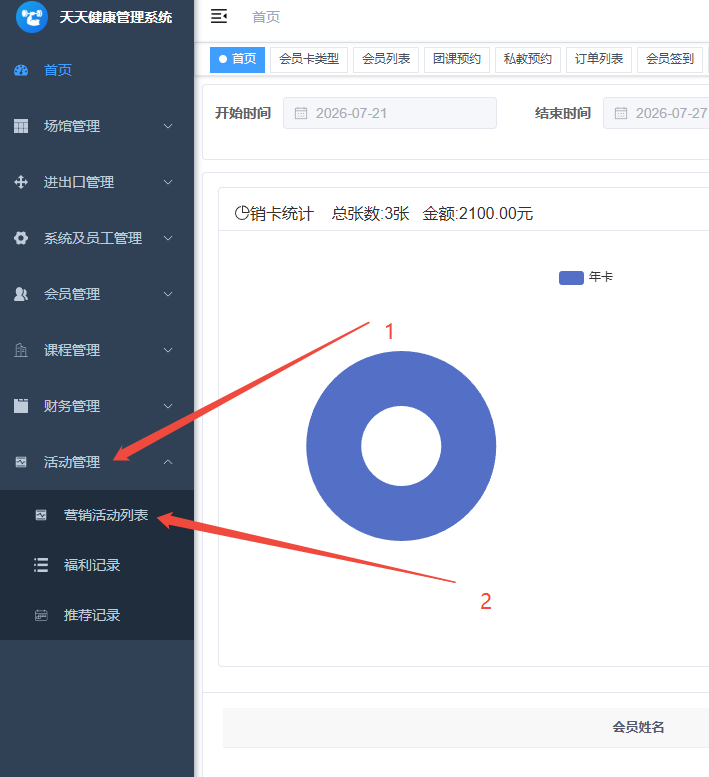 天天健康管理系统
首页
首页
首页
会员卡类型
会员列表
团课预约
私教预约
订单列表
会员签到
开始时间
2026-07-21
结束时间
2026-07-27
场馆管理
进出口管理
系统及员工管理
会员管理
课程管理
财务管理
活动管理
营销活动列表
福利记录
推荐记录
销卡统计 总张数:3张 金额:2100.00元
年卡
1
2
会员姓名